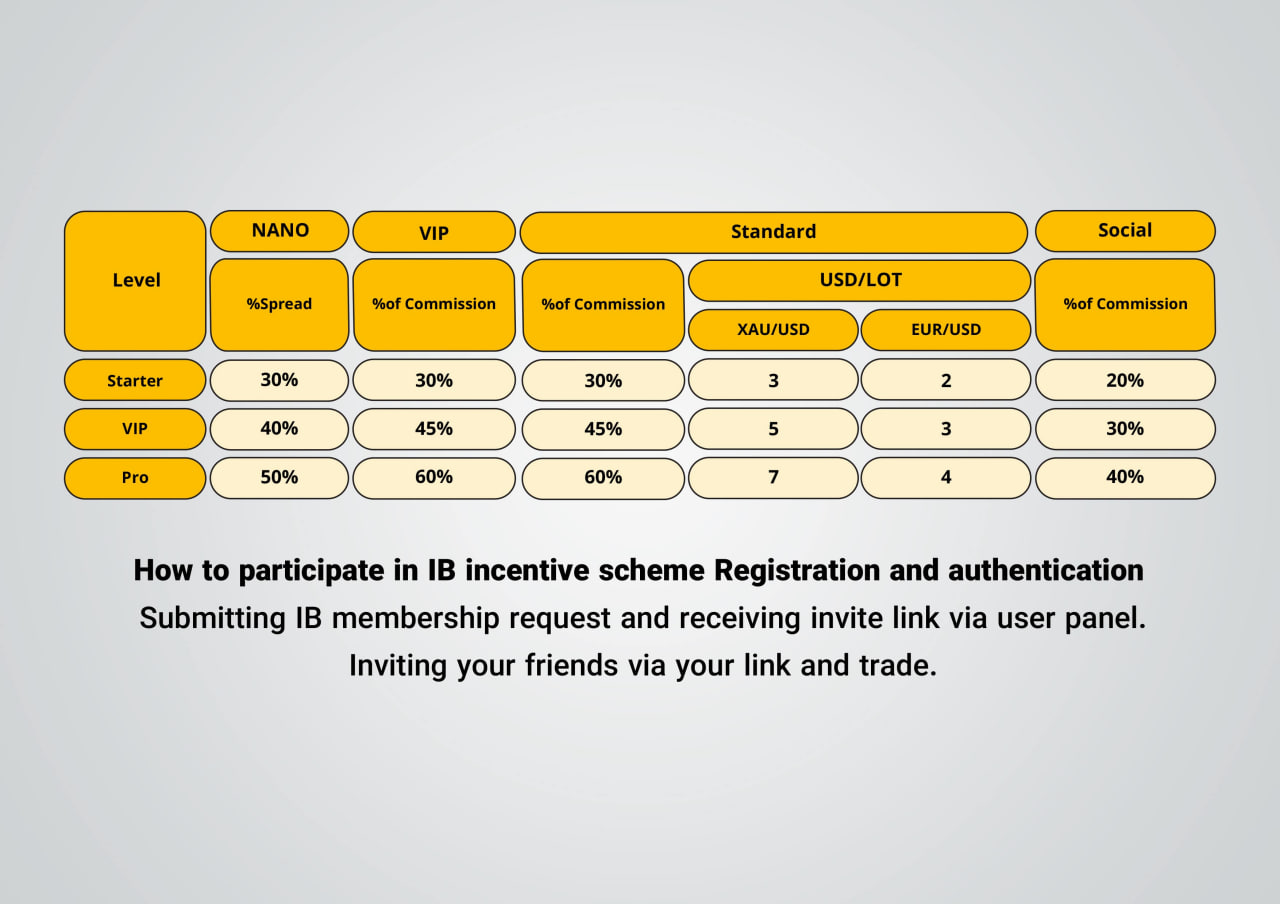 Level NANO VIP Standard Social
%Spread %of Commission %of Commission USD/LOT %of Commission
XAU/USD EUR/USD
Starter 30% 30% 30% 3 2 20%
VIP 40% 45% 45% 5 3 30%
Pro 50% 60% 60% 7 4 40%
How to participate in IB incentive scheme Registration and authentication
Submitting IB membership request and receiving invite link via user panel.
Inviting your friends via your link and trade.